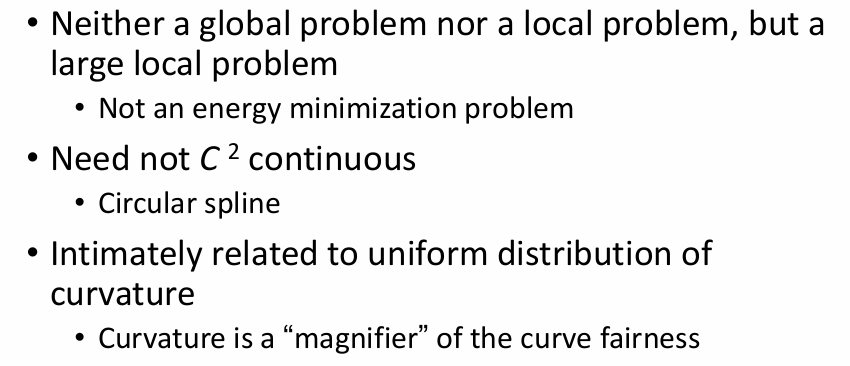 • Neither a global problem nor a local problem, but a
large local problem
• Not an energy minimization problem
• Need not C ² continuous
• Circular spline
• Intimately related to uniform distribution of
curvature
• Curvature is a “magnifier” of the curve fairness